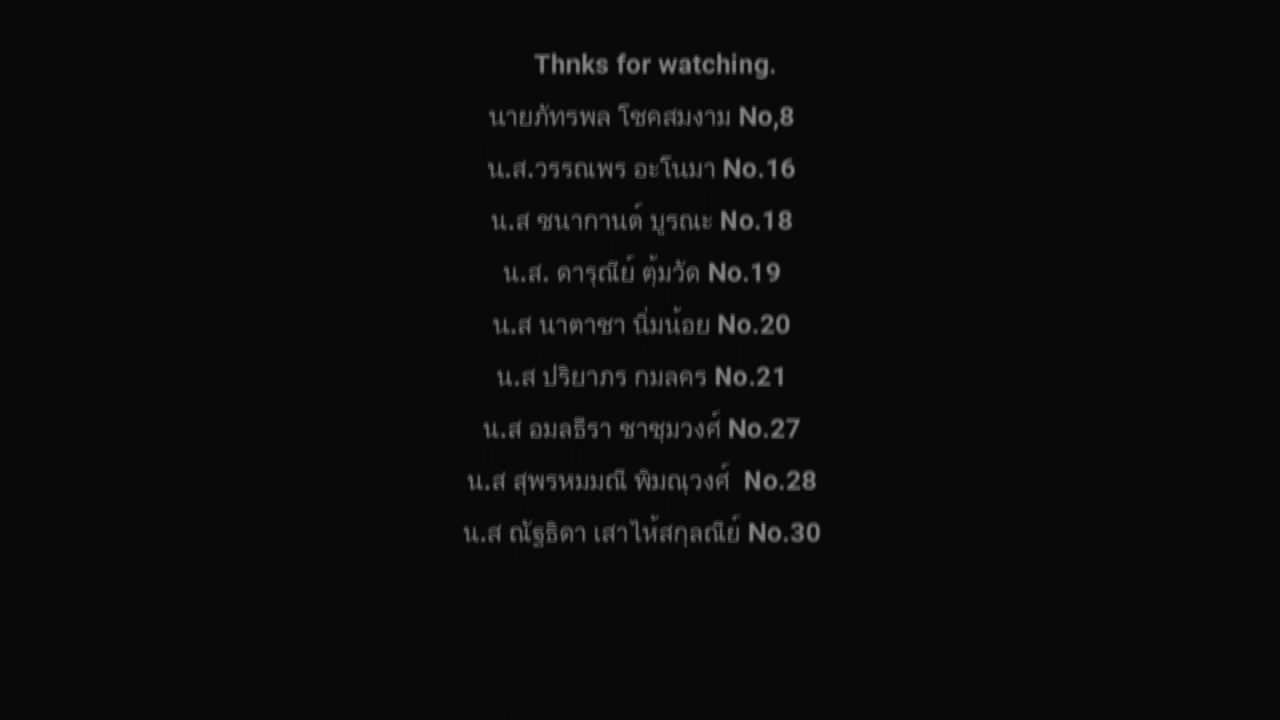 Thnks for watching.
นายภัทรพล โชคสมงาม No,8
น.ส.วรรณพร อะโนมา No.16
น.ส ชนากานต์ บูรณะ No.18
น.ส. ดารุณีย์ ตุ้มวัด No.19
น.ส นาตาชา นิ่มน้อย No.20
น.ส ปริยาภร กมลคร No.21
น.ส อมลธีรา ชาชุมวงศ์ No.27
น.ส สุพรหมมณี พิมณุวงศ์ No.28
น.ส ณัฐธิดา เสาไห้สกุลณีย์ No.30